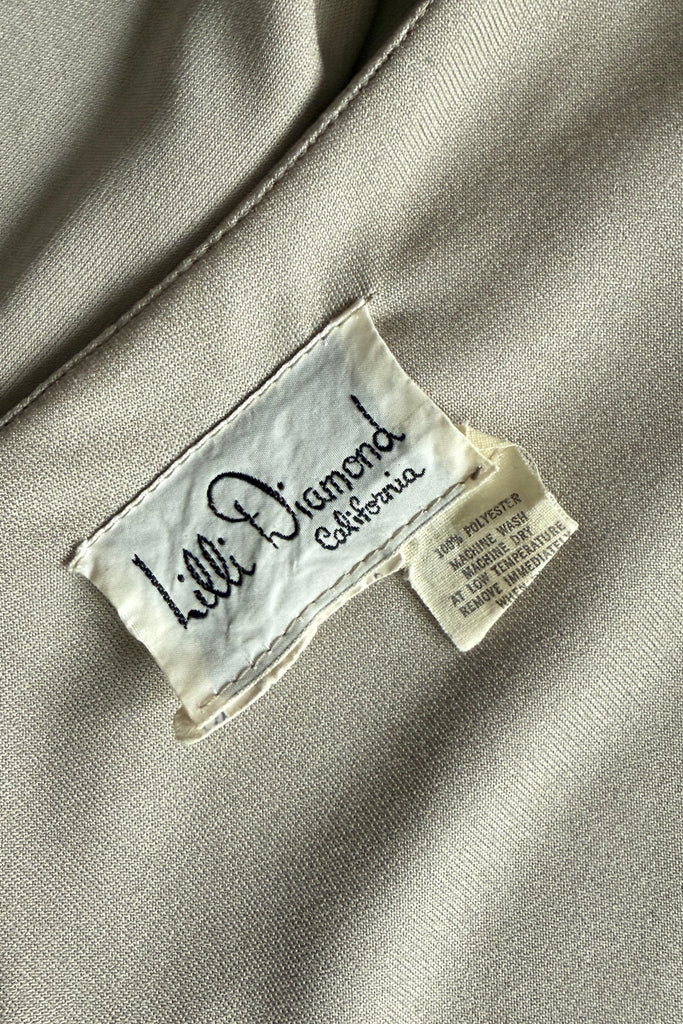 Lilli Diamond
California
100% POLYESTER
MACHINE WASH
MACHINE DRY
AT LOW TEMPERATURE
REMOVE IMMEDIATELY